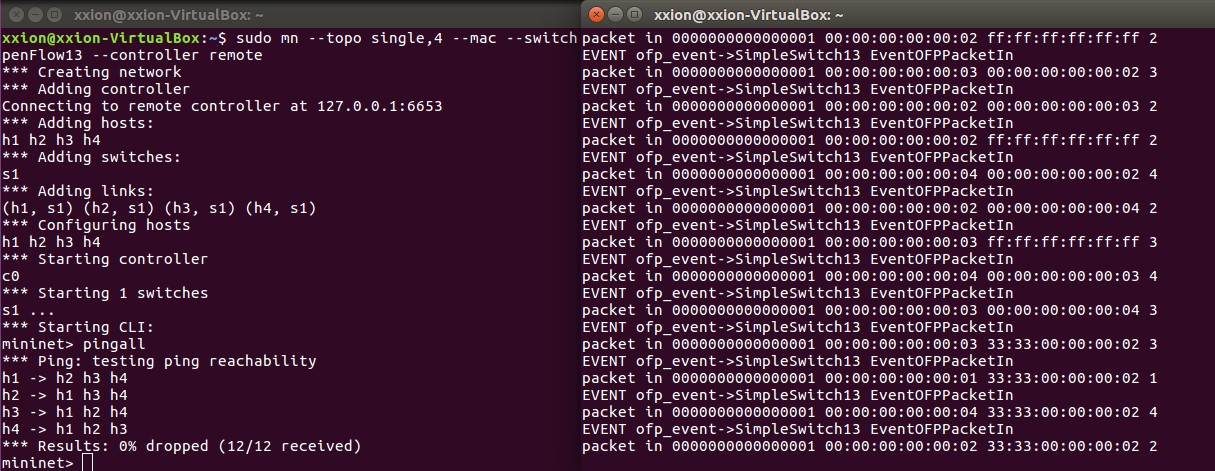 xxion@xxion-VirtualBox: ~
xxion@xxion-VirtualBox:~$ sudo mn --topo single,4 --mac --switch
penFlow13 --controller remote
*** Creating network
*** Adding controller
Connecting to remote controller at 127.0.0.1:6653
*** Adding hosts:
h1 h2 h3 h4
*** Adding switches:
s1
*** Adding links:
(h1, s1) (h2, s1) (h3, s1) (h4, s1)
*** Configuring hosts
h1 h2 h3 h4
*** Starting controller
c0
*** Starting 1 switches
s1 ...
*** Starting CLI:
mininet> pingall
*** Ping: testing ping reachability
h1 -> h2 h3 h4
h2 -> h1 h3 h4
h3 -> h1 h2 h4
h4 -> h1 h2 h3
*** Results: 0% dropped (12/12 received)
mininet>
xxion@xxion-VirtualBox: ~
packet in 0000000000000001 00:00:00:00:00:02 ff:ff:ff:ff:ff:ff 2
EVENT ofp_event->SimpleSwitch13 EventOFPPacketIn
packet in 0000000000000001 00:00:00:00:00:03 00:00:00:00:00:02 3
EVENT ofp_event->SimpleSwitch13 EventOFPPacketIn
packet in 0000000000000001 00:00:00:00:00:02 00:00:00:00:00:03 2
EVENT ofp_event->SimpleSwitch13 EventOFPPacketIn
packet in 0000000000000001 00:00:00:00:00:02 ff:ff:ff:ff:ff:ff 2
EVENT ofp_event->SimpleSwitch13 EventOFPPacketIn
packet in 0000000000000001 00:00:00:00:00:04 00:00:00:00:00:02 4
EVENT ofp_event->SimpleSwitch13 EventOFPPacketIn
packet in 0000000000000001 00:00:00:00:00:02 00:00:00:00:00:04 2
EVENT ofp_event->SimpleSwitch13 EventOFPPacketIn
packet in 0000000000000001 00:00:00:00:00:03 ff:ff:ff:ff:ff:ff 3
EVENT ofp_event->SimpleSwitch13 EventOFPPacketIn
packet in 0000000000000001 00:00:00:00:00:04 00:00:00:00:00:03 4
EVENT ofp_event->SimpleSwitch13 EventOFPPacketIn
packet in 0000000000000001 00:00:00:00:00:03 00:00:00:00:00:04 3
EVENT ofp_event->SimpleSwitch13 EventOFPPacketIn
packet in 0000000000000001 00:00:00:00:00:03 33:33:00:00:00:02 3
EVENT ofp_event->SimpleSwitch13 EventOFPPacketIn
packet in 0000000000000001 00:00:00:00:00:01 33:33:00:00:00:02 1
EVENT ofp_event->SimpleSwitch13 EventOFPPacketIn
packet in 0000000000000001 00:00:00:00:00:04 33:33:00:00:00:02 4
EVENT ofp_event->SimpleSwitch13 EventOFPPacketIn
packet in 0000000000000001 00:00:00:00:00:02 33:33:00:00:00:02 2